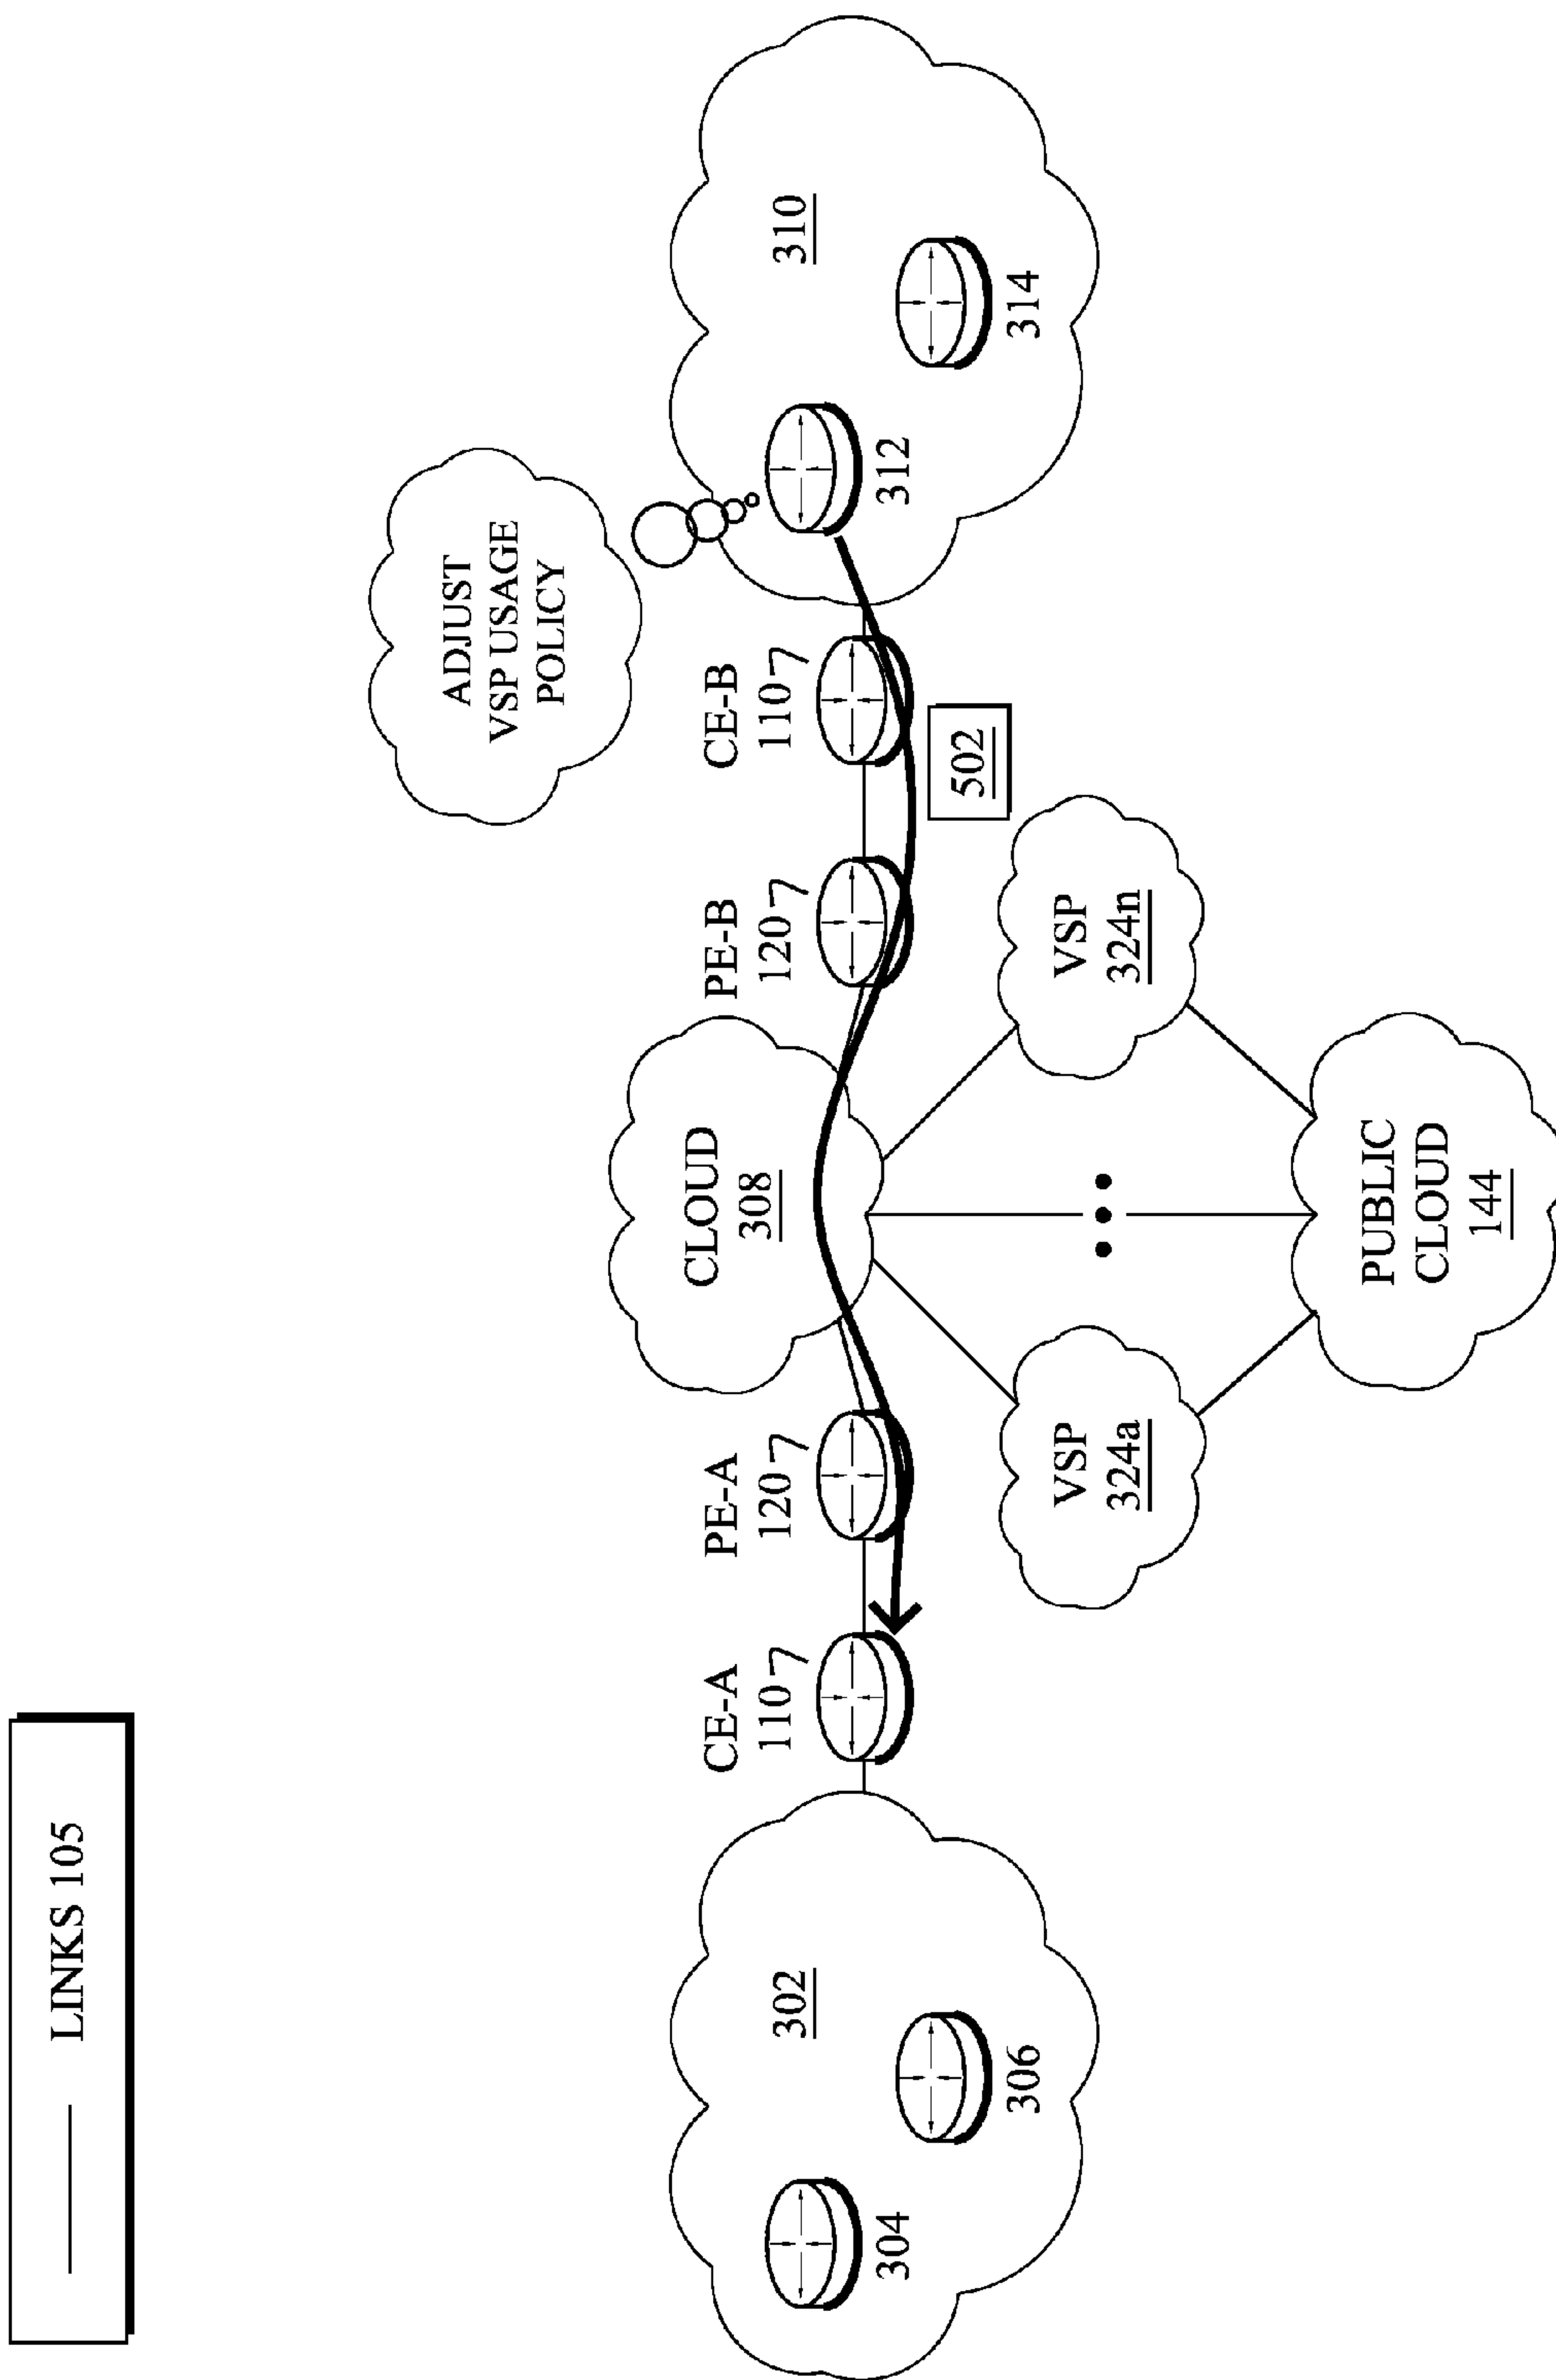 LINKS 105
ADJUST
VSP USAGE
POLICY
302
304
306
CE-A
110
PE-A
120
CLOUD
308
PE-B
120
CE-B
110
502
310
312
314
VSP
324a
VSP
324n
PUBLIC
CLOUD
144